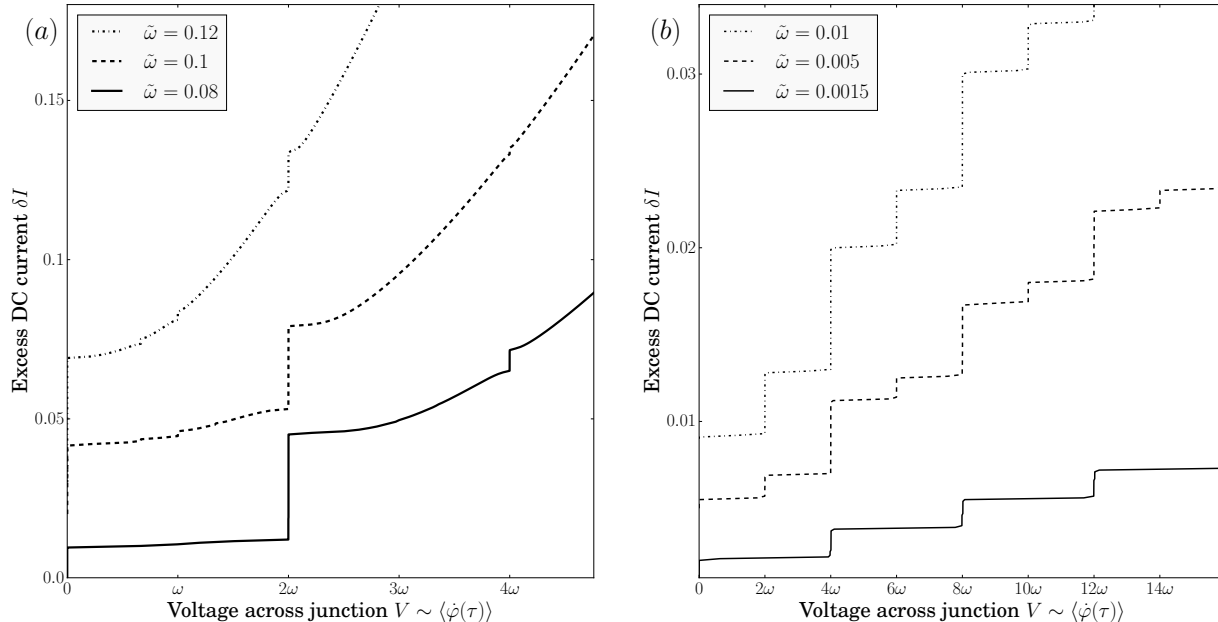 (a)
ω̃ = 0.12
ω̃ = 0.1
ω̃ = 0.08
Excess DC current δI
0.15
0.1
0.05
0.0
0 ω 2ω 3ω 4ω
Voltage across junction V ∼ ⟨φ̇(τ)⟩
(b)
ω̃ = 0.01
ω̃ = 0.005
ω̃ = 0.0015
Excess DC current δI
0.03
0.02
0.01
0 2ω 4ω 6ω 8ω 10ω 12ω 14ω
Voltage across junction V ∼ ⟨φ̇(τ)⟩